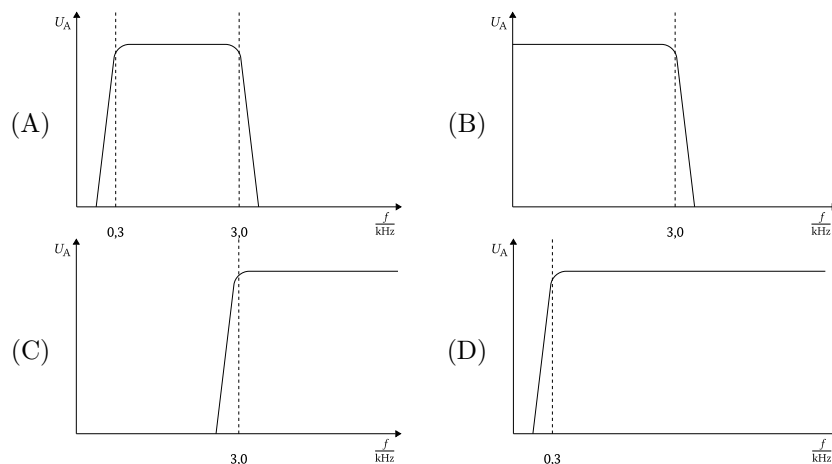 U_A
(A)
0,3
3,0
f/kHz
U_A
(B)
3,0
f/kHz
U_A
(C)
3.0
f/kHz
U_A
(D)
0.3
f/kHz